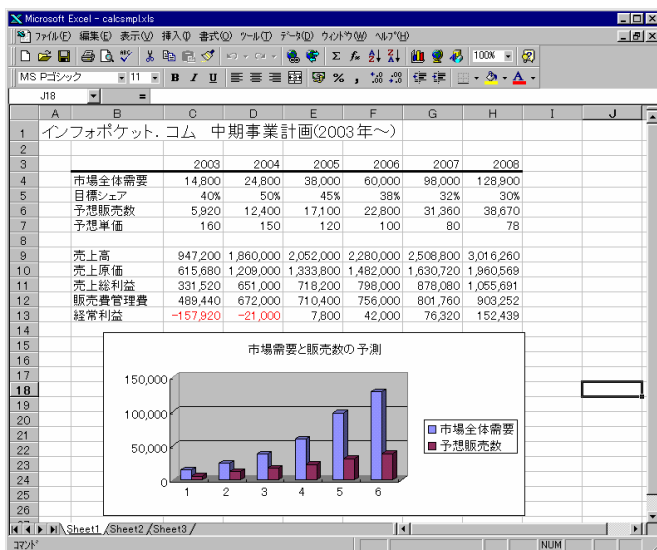 Microsoft Excel - calcsmpl.xls
ファイル(F) 編集(E) 表示(V) 挿入(I) 書式(O) ツール(T) データ(D) ウィンドウ(W) ヘルプ(H)
100%
MS Pゴシック 11 B I U % ,
J18 =
A B C D E F G H I J
1 インフォポケット．コム 中期事業計画(2003年～)
2
3 2003 2004 2005 2006 2007 2008
4 市場全体需要 14,800 24,800 38,000 60,000 98,000 128,900
5 目標シェア 40% 50% 45% 38% 32% 30%
6 予想販売数 5,920 12,400 17,100 22,800 31,360 38,670
7 予想単価 160 150 120 100 80 78
8
9 売上高 947,200 1,860,000 2,052,000 2,280,000 2,508,800 3,016,260
10 売上原価 615,680 1,209,000 1,333,800 1,482,000 1,630,720 1,960,569
11 売上総利益 331,520 651,000 718,200 798,000 878,080 1,055,691
12 販売費管理費 489,440 672,000 710,400 756,000 801,760 903,252
13 経常利益 -157,920 -21,000 7,800 42,000 76,320 152,439
14
15
16
17
18
19
20
21
22
23
24
25
26
市場需要と販売数の予測
150,000
100,000
50,000
0
1 2 3 4 5 6
市場全体需要
予想販売数
Sheet1 Sheet2 Sheet3
コマンド NUM